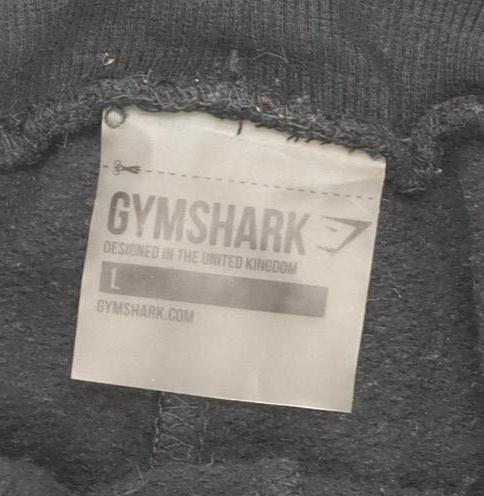 GYMSHARK
DESIGNED IN THE UNITED KINGDOM
L
GYMSHARK.COM